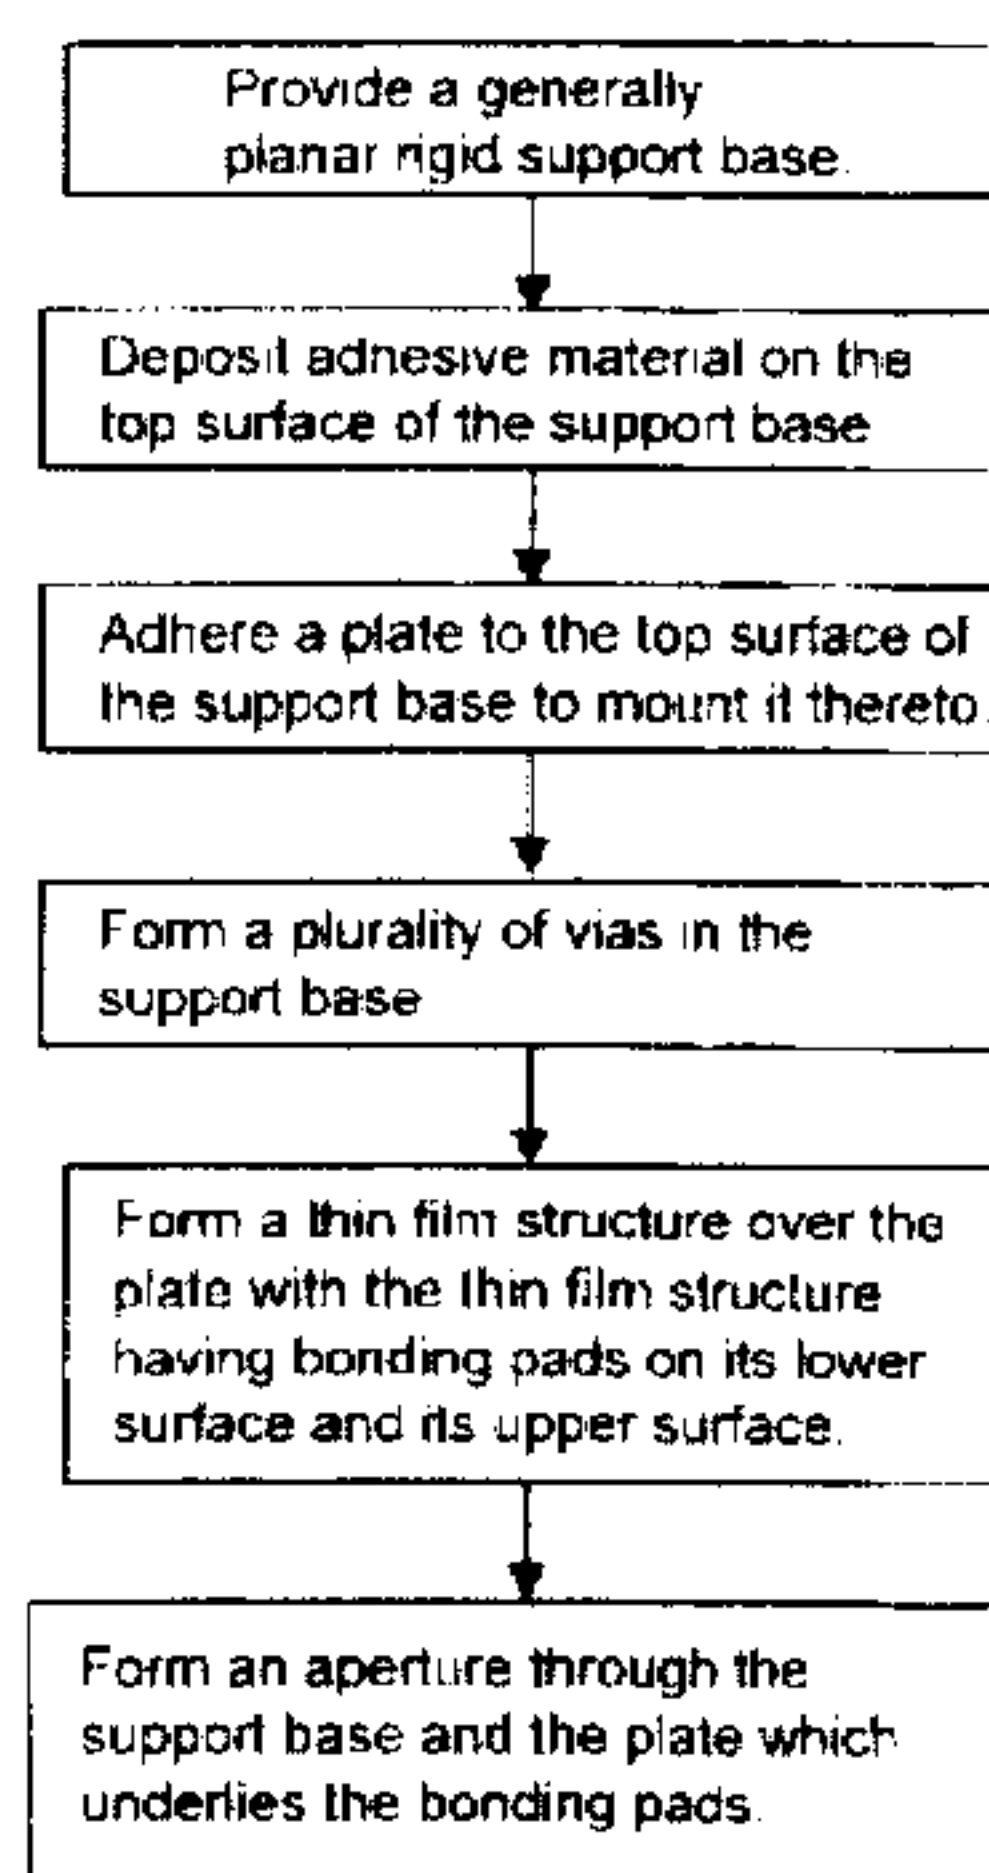 Provide a generally
planar rigid support base.
Deposit adhesive material on the
top surface of the support base
Adhere a plate to the top surface of
the support base to mount it thereto.
Form a plurality of vias in the
support base
Form a thin film structure over the
plate with the thin film structure
having bonding pads on its lower
surface and its upper surface.
Form an aperture through the
support base and the plate which
underlies the bonding pads.